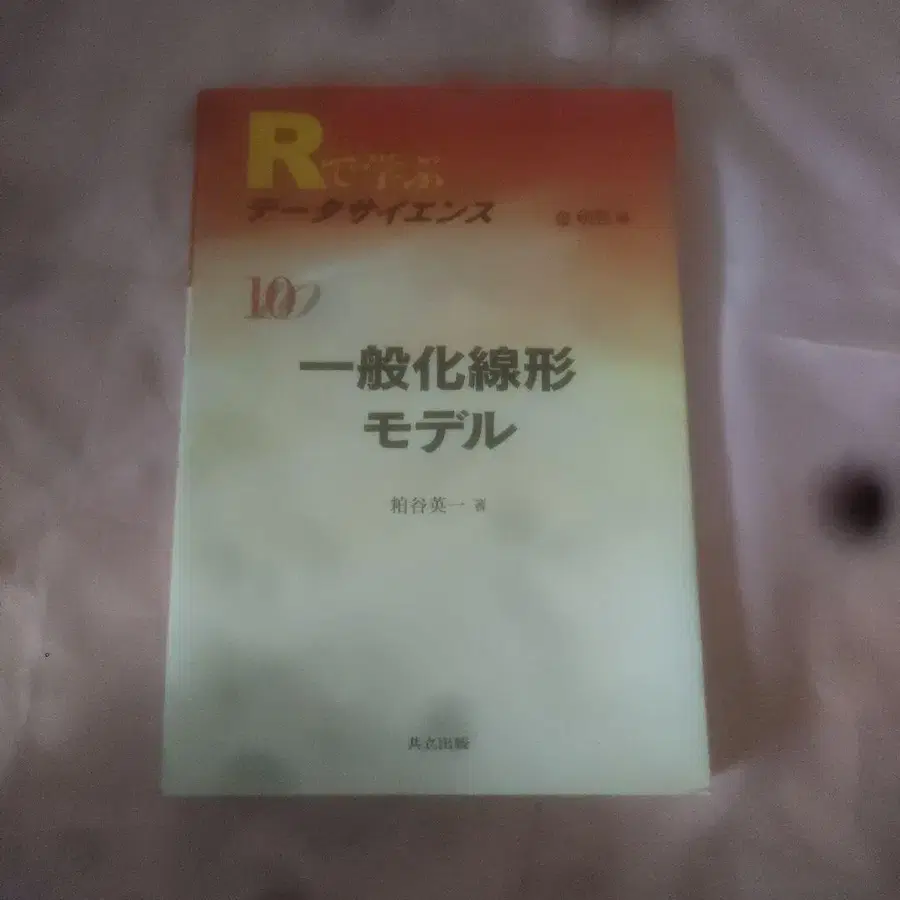 Rで学ぶ
データサイエンス
10
一般化線形
モデル
粕谷英一 著
共立出版